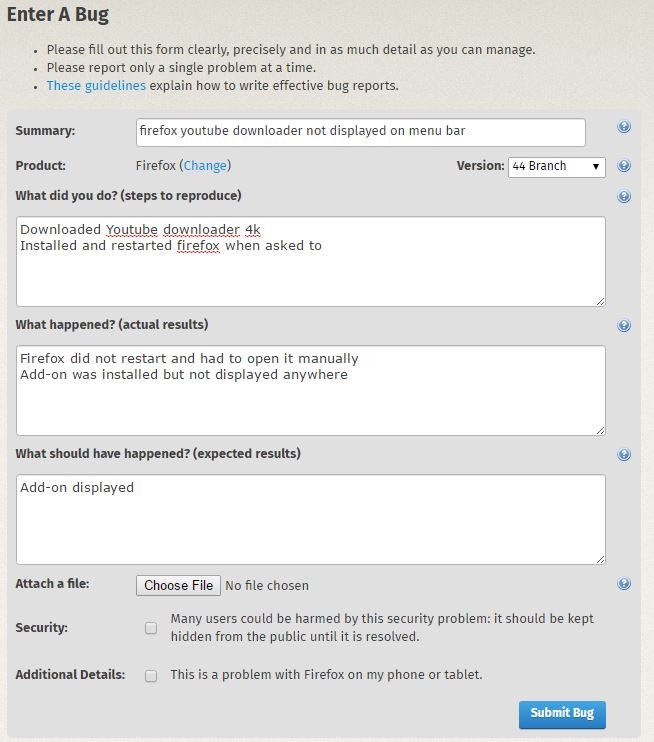 Enter A Bug
Please fill out this form clearly, precisely and in as much detail as you can manage.
Please report only a single problem at a time.
These guidelines explain how to write effective bug reports.
Summary: firefox youtube downloader not displayed on menu bar
Product: Firefox (Change) Version: 44 Branch
What did you do? (steps to reproduce)
Downloaded Youtube downloader 4k
Installed and restarted firefox when asked to
What happened? (actual results)
Firefox did not restart and had to open it manually
Add-on was installed but not displayed anywhere
What should have happened? (expected results)
Add-on displayed
Attach a file: Choose File No file chosen
Security: Many users could be harmed by this security problem: it should be kept
hidden from the public until it is resolved.
Additional Details: This is a problem with Firefox on my phone or tablet.
Submit Bug